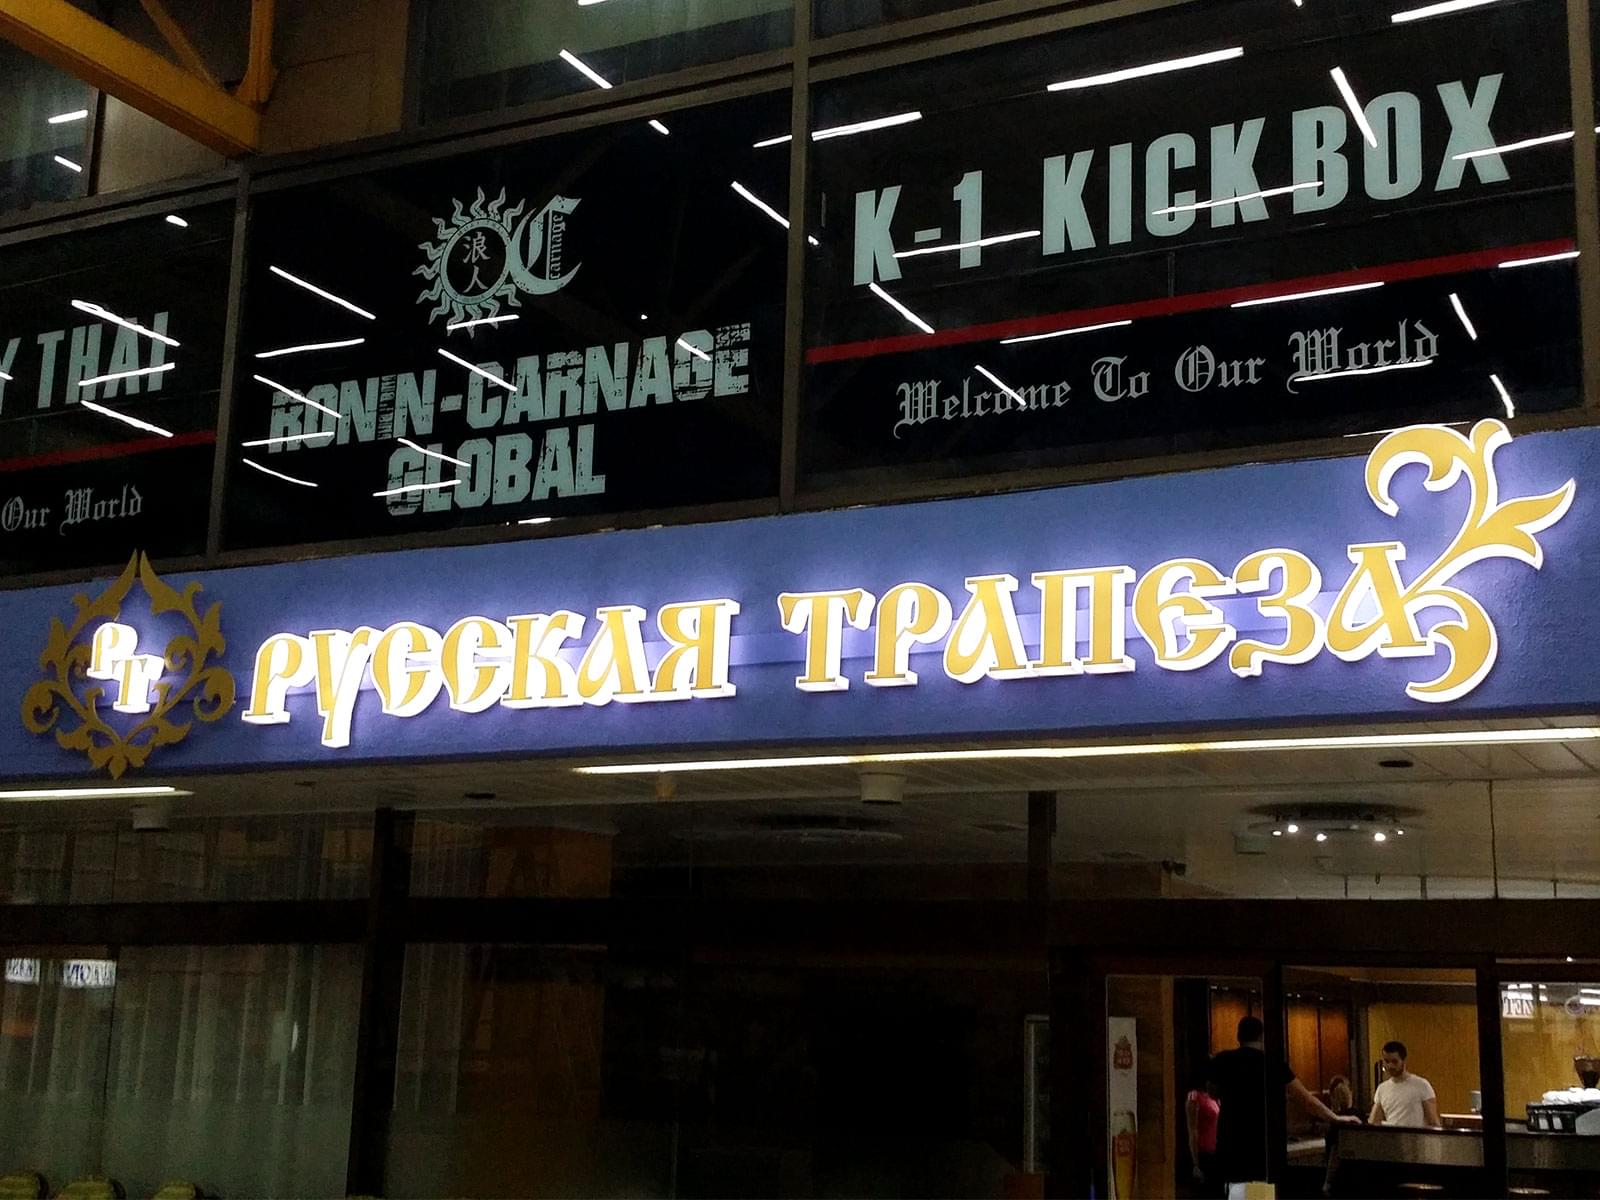 K-1 KICKBOX
Welcome To Our World
浪
人
C
carnage
RONIN-CARNAGE
GLOBAL
THAI
Our World
РТ
РУССКАЯ ТРАПЕЗА